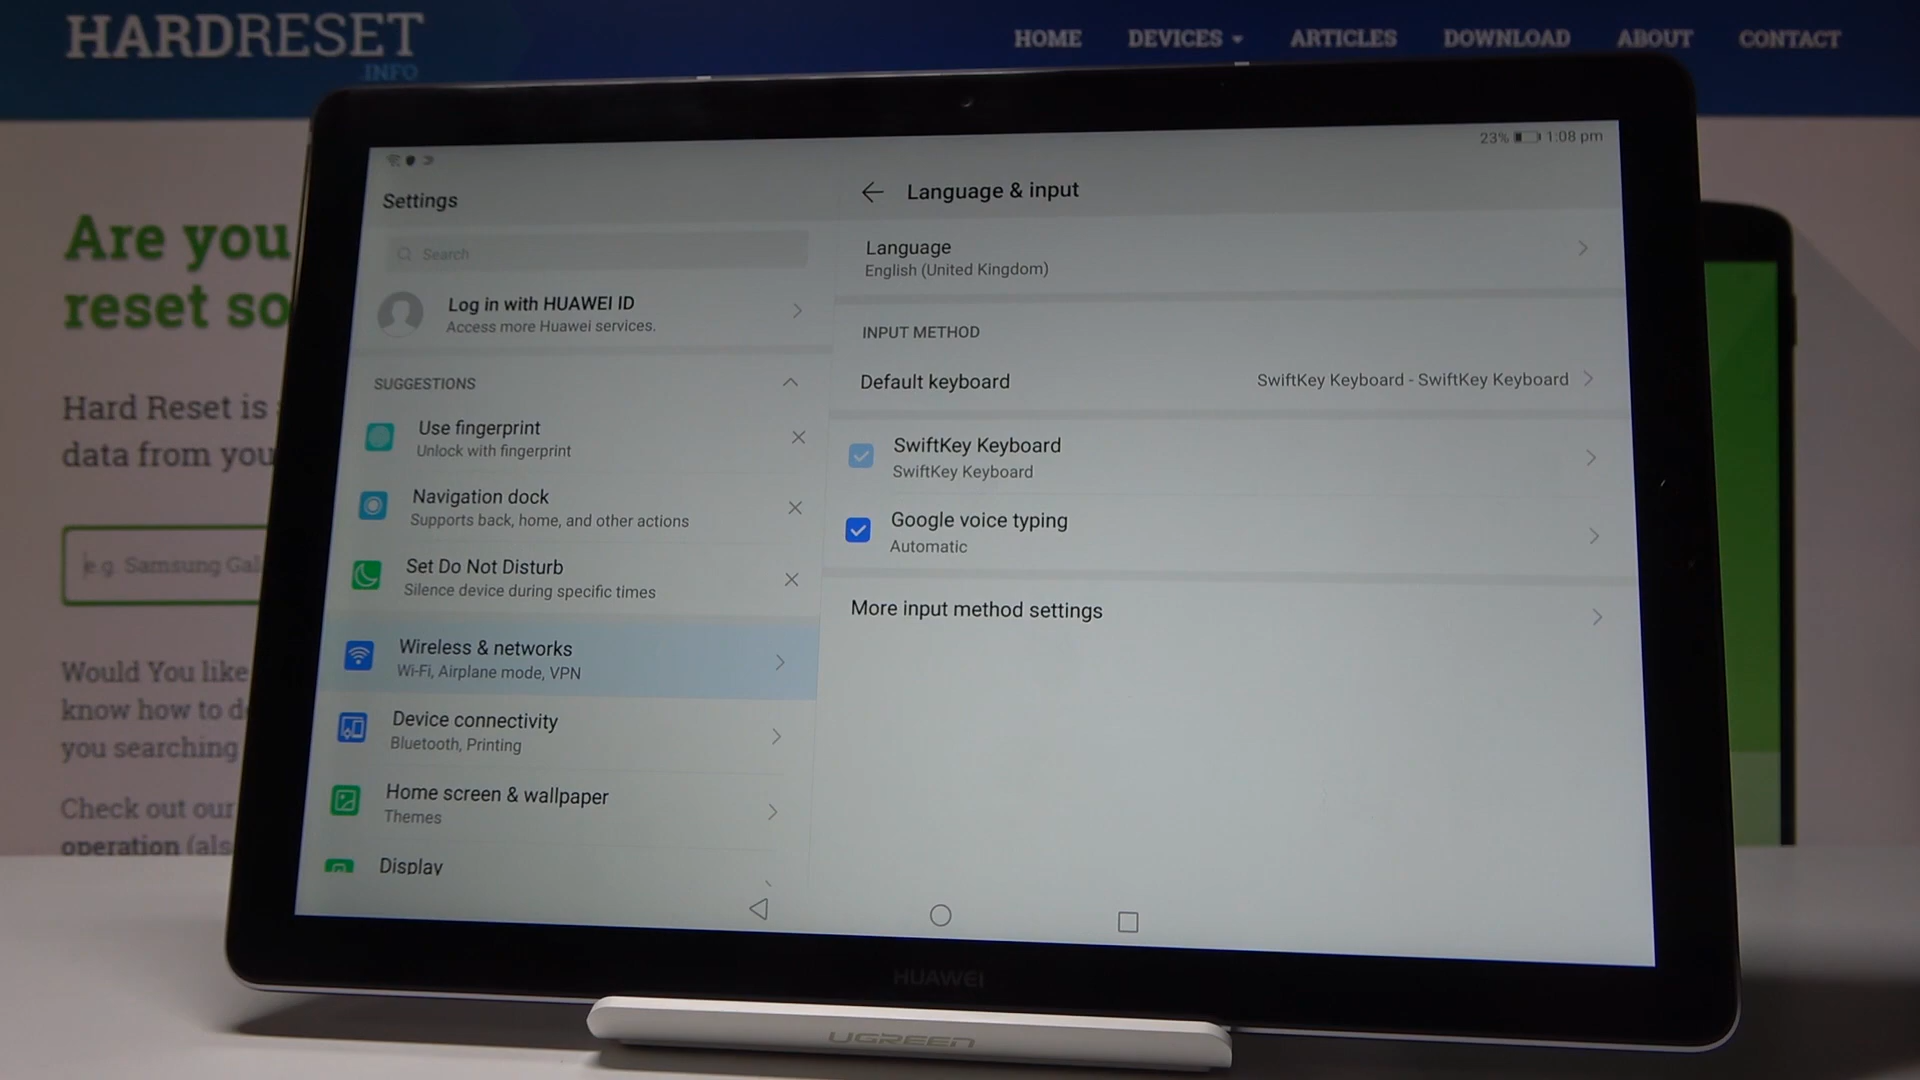 HARDRESET
.INFO
HOME DEVICES ARTICLES DOWNLOAD ABOUT CONTACT
Are you
reset so
Hard Reset is
data from you
e.g. Samsung Gal
Would You like
know how to d
you searching
Check out our
operation (als
23% 1:08 pm
Settings
Search
Log in with HUAWEI ID
Access more Huawei services.
SUGGESTIONS
Use fingerprint
Unlock with fingerprint
Navigation dock
Supports back, home, and other actions
Set Do Not Disturb
Silence device during specific times
Wireless & networks
Wi-Fi, Airplane mode, VPN
Device connectivity
Bluetooth, Printing
Home screen & wallpaper
Themes
Display
Language & input
Language
English (United Kingdom)
INPUT METHOD
Default keyboard SwiftKey Keyboard - SwiftKey Keyboard
SwiftKey Keyboard
SwiftKey Keyboard
Google voice typing
Automatic
More input method settings
HUAWEI
UGREEN